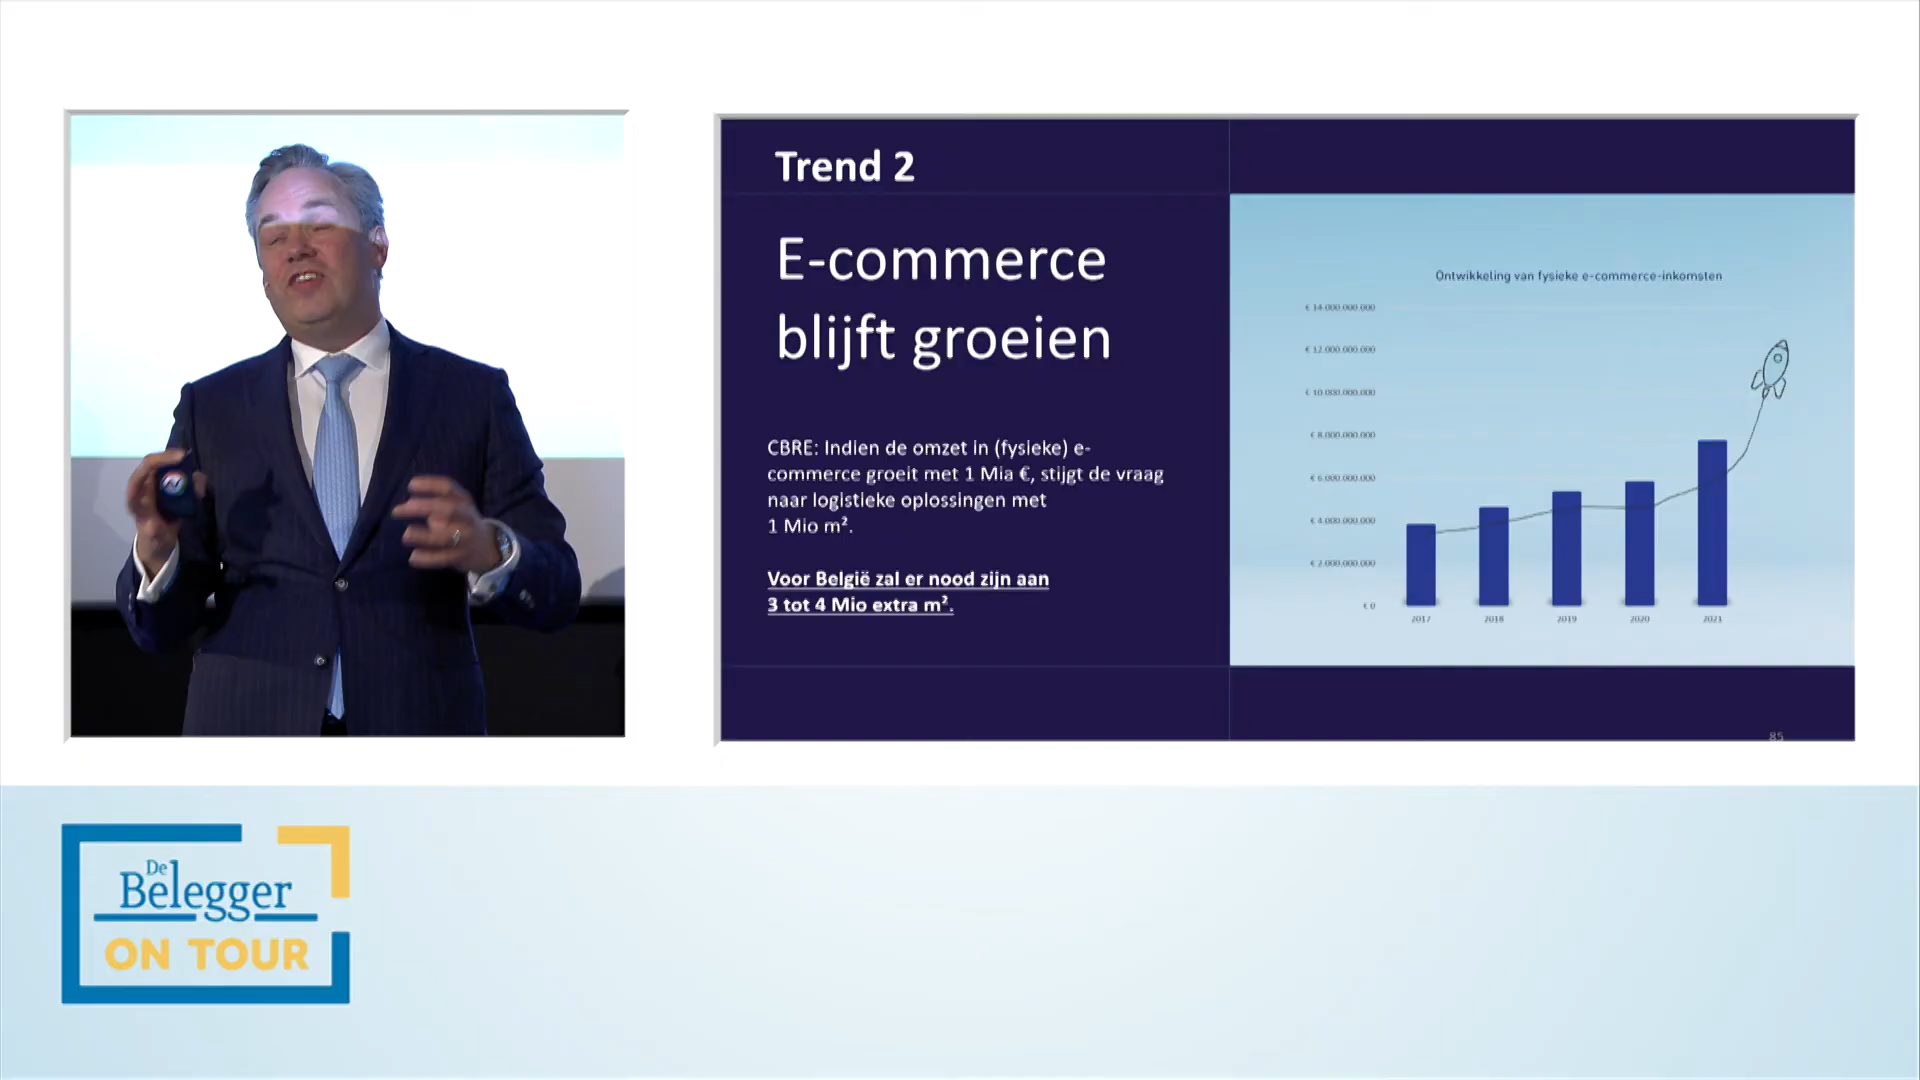 Trend 2
E-commerce
blijft groeien
CBRE: Indien de omzet in (fysieke) e-
commerce groeit met 1 Mia €, stijgt de vraag
naar logistieke oplossingen met
1 Mio m².
Voor België zal er nood zijn aan
3 tot 4 Mio extra m².
Ontwikkeling van fysieke e-commerce-inkomsten
€ 14.000.000.000
€ 12.000.000.000
€ 10.000.000.000
€ 8.000.000.000
€ 6.000.000.000
€ 4.000.000.000
€ 2.000.000.000
€ 0
2017 2018 2019 2020 2021
85
De
Belegger
ON TOUR